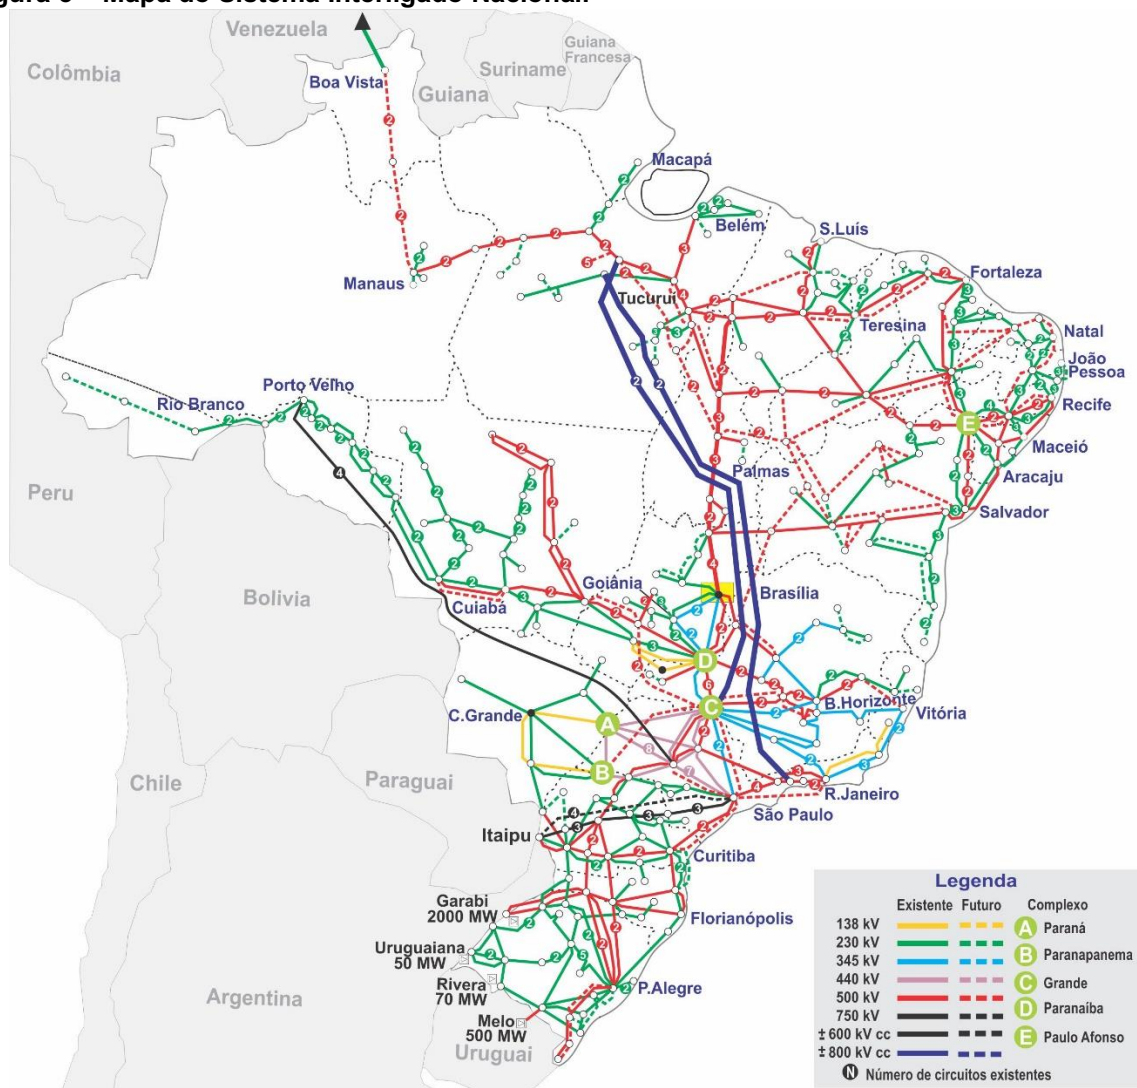 Figura 6 – Mapa do Sistema Interligado Nacional.
Venezuela
Guiana
Francesa
Colômbia
Suriname
Boa Vista
Guiana
Macapá
Belém
S.Luís
Manaus
Fortaleza
Tucuruí
Teresina
Natal
João
Pessoa
Porto Velho
Rio Branco
Recife
Maceió
Palmas
Aracaju
Peru
Salvador
Goiânia
Brasília
Bolívia
Cuiabá
B.Horizonte
Vitória
C.Grande
Chile
Paraguai
R.Janeiro
São Paulo
Itaipu
Curitiba
Garabi
2000 MW
Florianópolis
Uruguaiana
50 MW
Rivera
70 MW
P.Alegre
Argentina
Melo
500 MW
Uruguai
A
B
C
D
E
Legenda
Existente Futuro Complexo
138 kV A Paraná
230 kV
345 kV B Paranapanema
440 kV C Grande
500 kV
750 kV D Paranaíba
± 600 kV cc E Paulo Afonso
± 800 kV cc
N Número de circuitos existentes